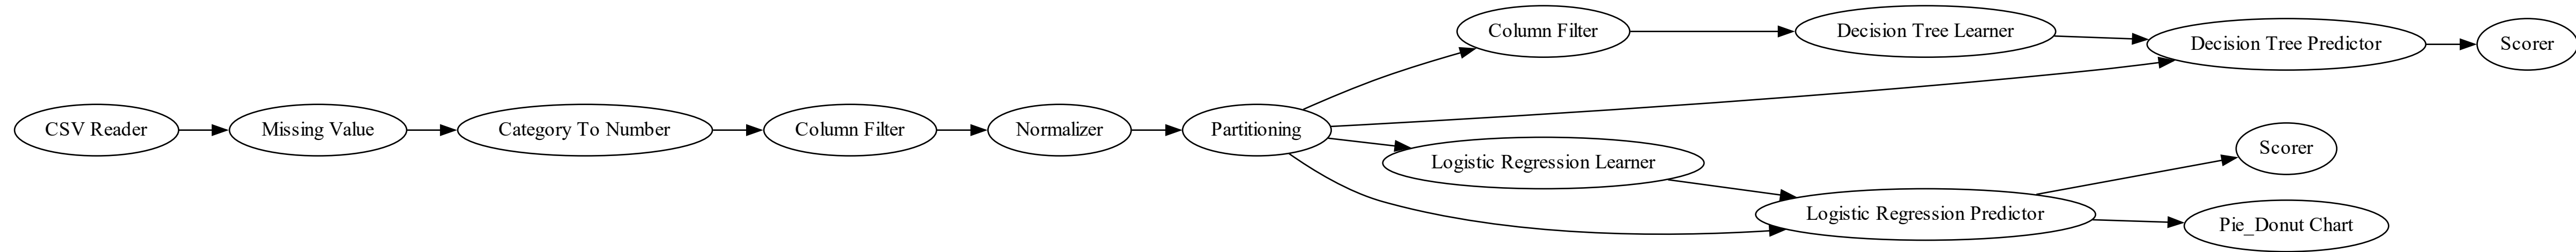 CSV Reader
Missing Value
Category To Number
Column Filter
Normalizer
Partitioning
Column Filter
Decision Tree Learner
Decision Tree Predictor
Scorer
Logistic Regression Learner
Logistic Regression Predictor
Scorer
Pie_Donut Chart